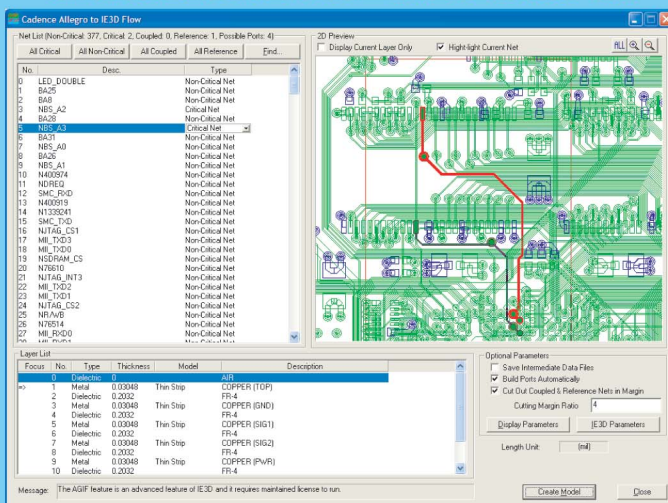 Cadence Allegro to IE3D Flow
Net List (Non-Critical: 377, Critical: 2, Coupled: 0, Reference: 1, Possible Ports: 4)
All Critical All Non-Critical All Coupled All Reference Find...
No. Desc. Type
0 LED_DOUBLE Non-Critical Net
1 BA25 Non-Critical Net
2 BA8 Non-Critical Net
3 NBS_A2 Critical Net
4 BA28 Non-Critical Net
5 NBS_A3 Critical Net
6 BA31 Non-Critical Net
7 NBS_A0 Non-Critical Net
8 BA26 Non-Critical Net
9 NBS_A1 Non-Critical Net
10 N400974 Non-Critical Net
11 NDREQ Non-Critical Net
12 SMC_RXD Non-Critical Net
13 N400919 Non-Critical Net
14 N1339241 Non-Critical Net
15 SMC_TXD Non-Critical Net
16 NJTAG_CS1 Non-Critical Net
17 MII_TXD3 Non-Critical Net
18 MII_TXD0 Non-Critical Net
19 NSDRAM_CS Non-Critical Net
20 N76610 Non-Critical Net
21 NJTAG_INT3 Non-Critical Net
22 MII_TXD2 Non-Critical Net
23 MII_TXD1 Non-Critical Net
24 NJTAG_CS2 Non-Critical Net
25 NR/WB Non-Critical Net
26 N76514 Non-Critical Net
27 MII_RXD0 Non-Critical Net
28 MII_RXD1 Non-Critical Net
2D Preview
Display Current Layer Only Hight-light Current Net ALL
Layer List
Focus No. Type Thickness Model Description
0 Dielectric 0 AIR
=> 1 Metal 0.03048 Thin Strip COPPER (TOP)
2 Dielectric 0.2032 FR-4
3 Metal 0.03048 Thin Strip COPPER (GND)
4 Dielectric 0.2032 FR-4
5 Metal 0.03048 Thin Strip COPPER (SIG1)
6 Dielectric 0.2032 FR-4
7 Metal 0.03048 Thin Strip COPPER (SIG2)
8 Dielectric 0.2032 FR-4
9 Metal 0.03048 Thin Strip COPPER (PWR)
10 Dielectric 0.2032 FR-4
Optional Parameters
Save Intermediate Data Files
Build Ports Automatically
Cut Out Coupled & Reference Nets in Margin
Cutting Margin Ratio 4
Display Parameters IE3D Parameters
Length Unit: (mil)
Message: The AGIF feature is an advanced feature of IE3D and it requires maintained license to run.
Create Model Close